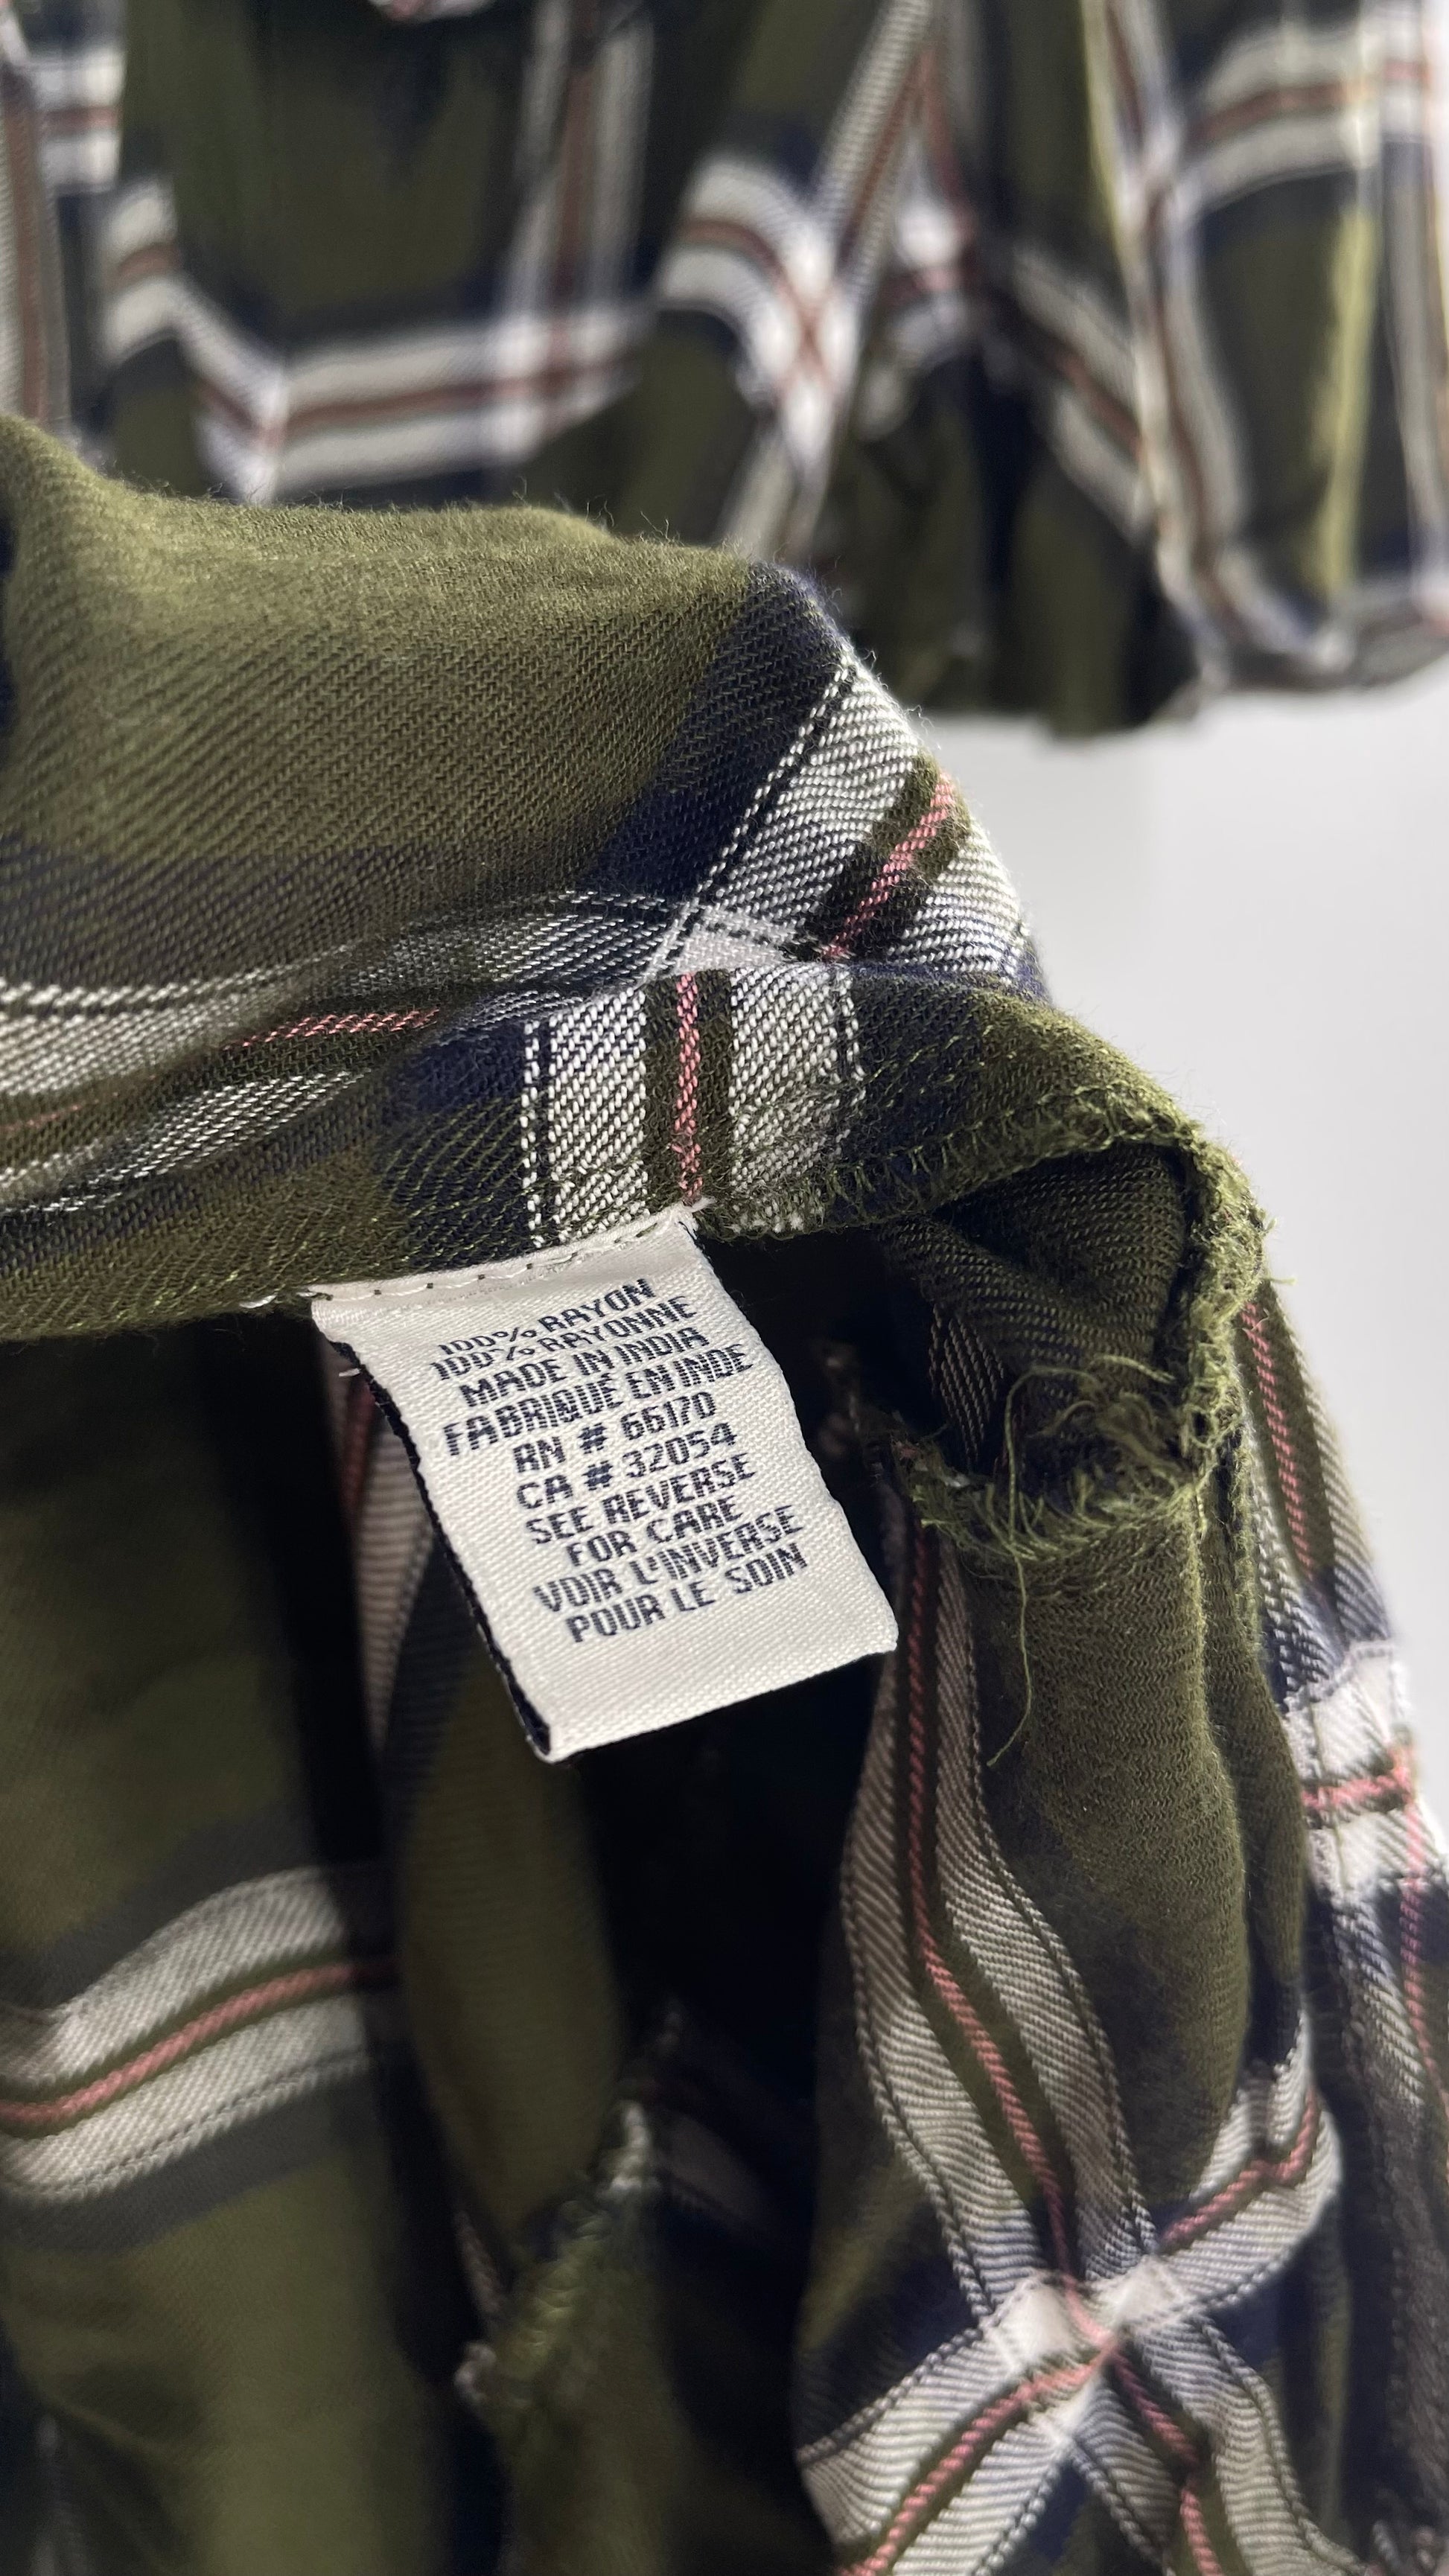 100% RAYON
100% RAYONNE
MADE IN INDIA
FABRIQUE EN INDE
RN # 66170
CA # 32054
SEE REVERSE
FOR CARE
VOIR L'INVERSE
POUR LE SOIN